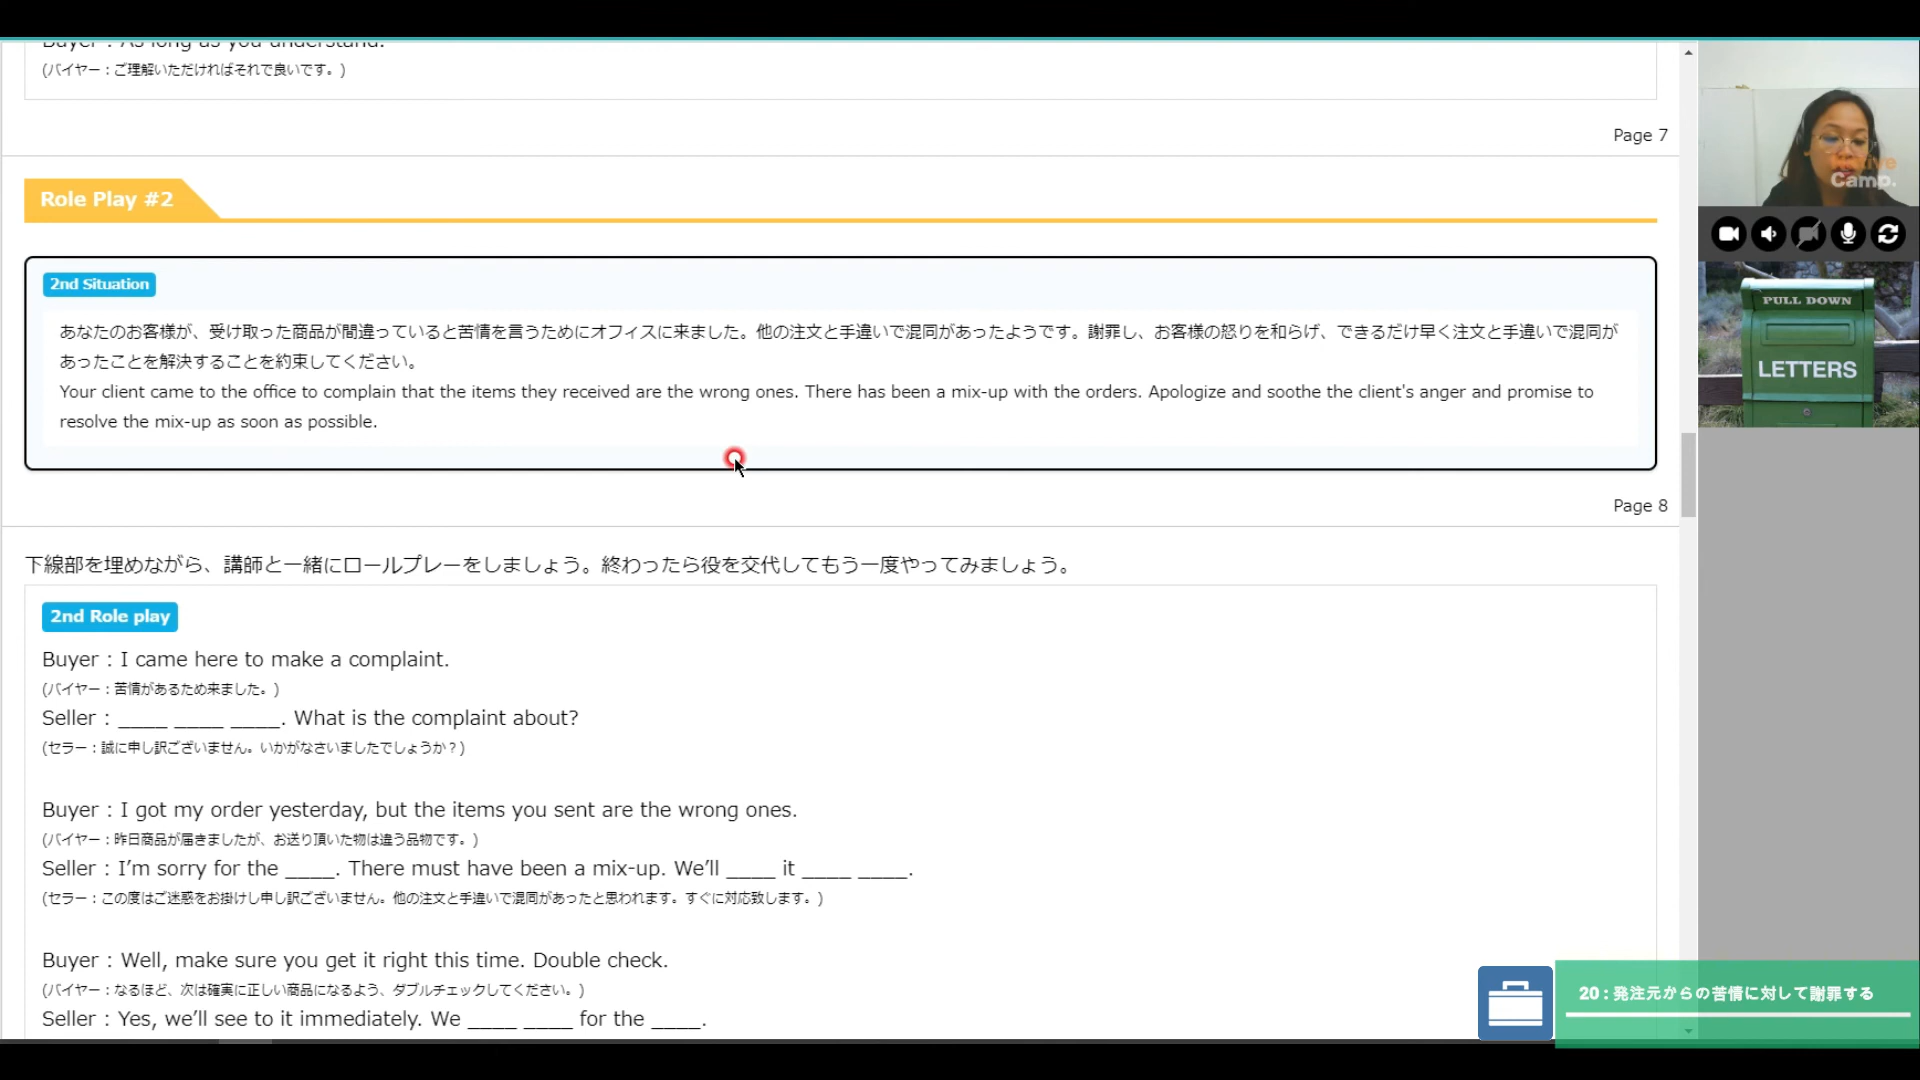 Buyer : As long as you understand.
(バイヤー：ご理解いただければそれで良いです。)
Page 7
Role Play #2
2nd Situation
あなたのお客様が、受け取った商品が間違っていると苦情を言うためにオフィスに来ました。他の注文と手違いで混同があったようです。謝罪し、お客様の怒りを和らげ、できるだけ早く注文と手違いで混同が
あったことを解決することを約束してください。
Your client came to the office to complain that the items they received are the wrong ones. There has been a mix-up with the orders. Apologize and soothe the client's anger and promise to
resolve the mix-up as soon as possible.
Page 8
下線部を埋めながら、講師と一緒にロールプレーをしましょう。終わったら役を交代してもう一度やってみましょう。
2nd Role play
Buyer : I came here to make a complaint.
(バイヤー：苦情があるため来ました。)
Seller : ____ ____ ____. What is the complaint about?
(セラー：誠に申し訳ございません。いかがなさいましたでしょうか？)
Buyer : I got my order yesterday, but the items you sent are the wrong ones.
(バイヤー：昨日商品が届きましたが、お送り頂いた物は違う品物です。)
Seller : I’m sorry for the ____. There must have been a mix-up. We’ll ____ it ____ ____.
(セラー：この度はご迷惑をお掛けし申し訳ございません。他の注文と手違いで混同があったと思われます。すぐに対応致します。)
Buyer : Well, make sure you get it right this time. Double check.
(バイヤー：なるほど、次は確実に正しい商品になるよう、ダブルチェックしてください。)
Seller : Yes, we’ll see to it immediately. We ____ ____ for the ____.
Camp.
PULL DOWN
LETTERS
20：発注元からの苦情に対して謝罪する